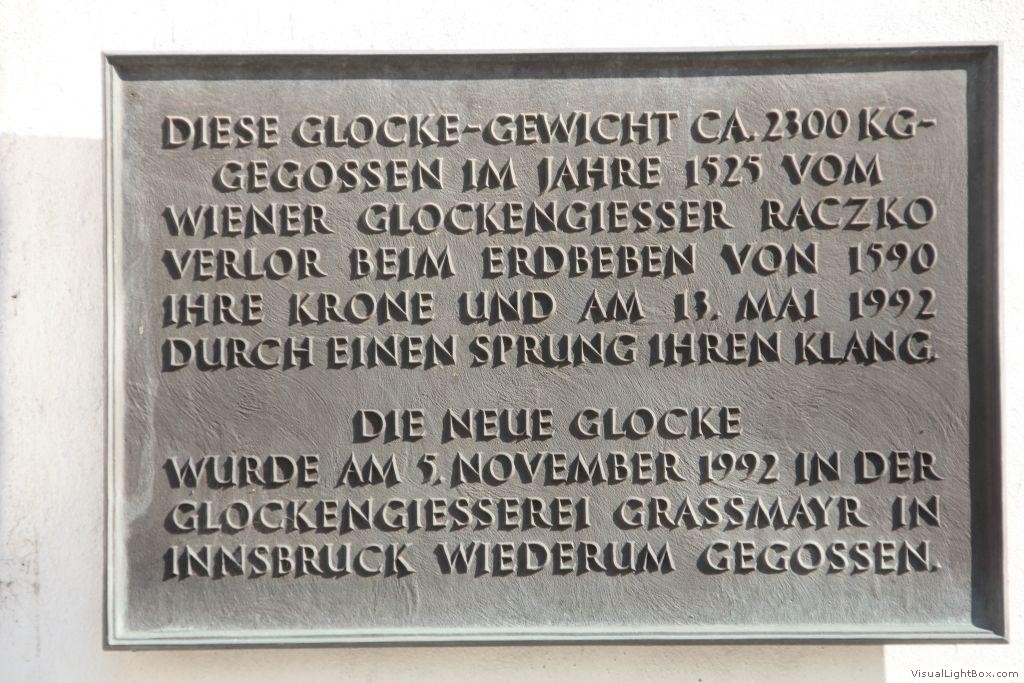 DIESE GLOCKE-GEWICHT CA. 2300 KG-
GEGOSSEN IM JAHRE 1525 VOM
WIENER GLOCKENGIESSER RACZKO
VERLOR BEIM ERDBEBEN VON 1590
IHRE KRONE UND AM 13. MAI 1992
DURCH EINEN SPRUNG IHREN KLANG.
DIE NEUE GLOCKE
WURDE AM 5. NOVEMBER 1992 IN DER
GLOCKENGIESSEREI GRASSMAYR IN
INNSBRUCK WIEDERUM GEGOSSEN.
VisualLightBox.com